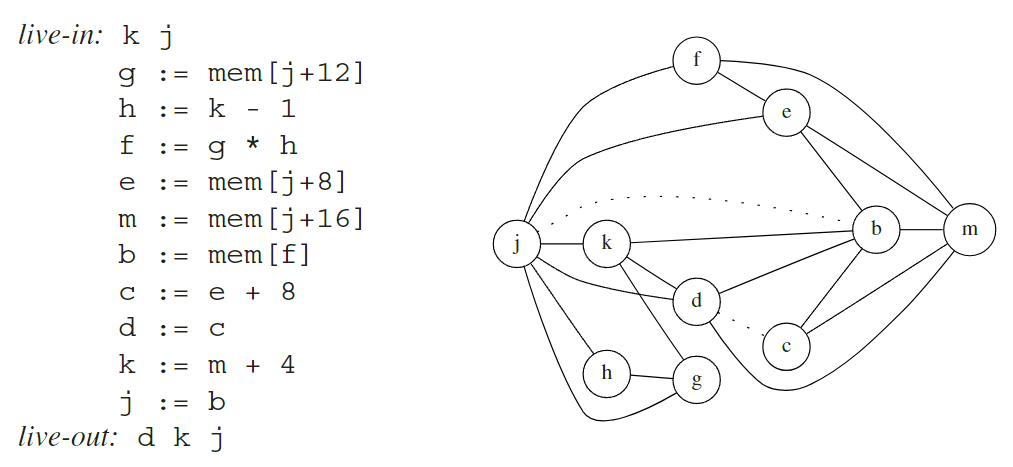 live-in: k j
g := mem[j+12]
h := k - 1
f := g * h
e := mem[j+8]
m := mem[j+16]
b := mem[f]
c := e + 8
d := c
k := m + 4
j := b
live-out: d k j
f
e
j
k
b
m
d
c
h
g